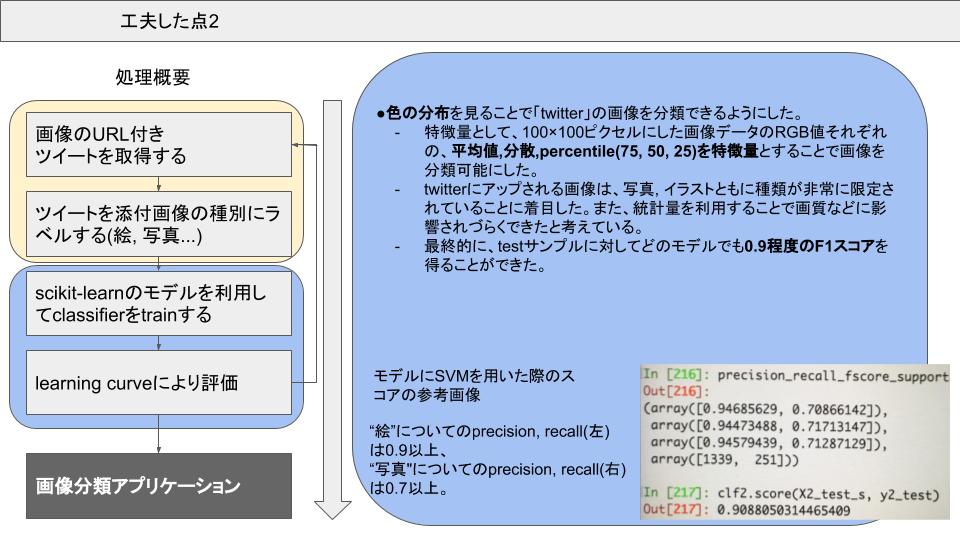 工夫した点2
処理概要
画像のURL付き
ツイートを取得する
ツイートを添付画像の種別にラ
ベルする(絵, 写真...)
scikit-learnのモデルを利用し
てclassifierをtrainする
learning curveにより評価
画像分類アプリケーション
●色の分布を見ることで「twitter」の画像を分類できるようにした。
- 特徴量として、100×100ピクセルにした画像データのRGB値それぞれ
の、平均値,分散,percentile(75, 50, 25)を特徴量とすることで画像を
分類可能にした。
- twitterにアップされる画像は、写真, イラストともに種類が非常に限定さ
れていることに着目した。また、統計量を利用することで画質などに影
響されづらくできたと考えている。
- 最終的に、testサンプルに対してどのモデルでも0.9程度のF1スコアを
得ることができた。
モデルにSVMを用いた際のス
コアの参考画像
“絵”についてのprecision, recall(左)
は0.9以上、
“写真"についてのprecision, recall(右)
は0.7以上。
In [216]: precision_recall_fscore_support
Out[216]:
(array([0.94685629, 0.70866142]),
array([0.94473488, 0.71713147]),
array([0.94579439, 0.71287129]),
array([1339, 251]))
In [217]: clf2.score(X2_test_s, y2_test)
Out[217]: 0.9088050314465409